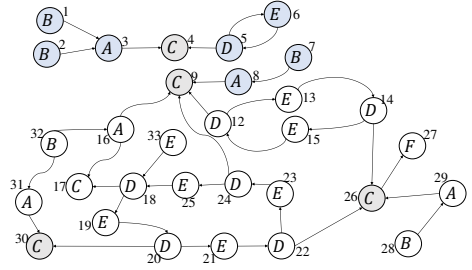 B 1
E 6
B 2
A 3
C 4
D 5
B 7
C 9
A 8
D 12
E 13
D 14
E 15
32 B
A 16
33 E
F 27
31 A
C 17
D 18
E 25
D 24
E 23
C 26
A 29
E 19
C 30
D 20
E 21
D 22
B 28